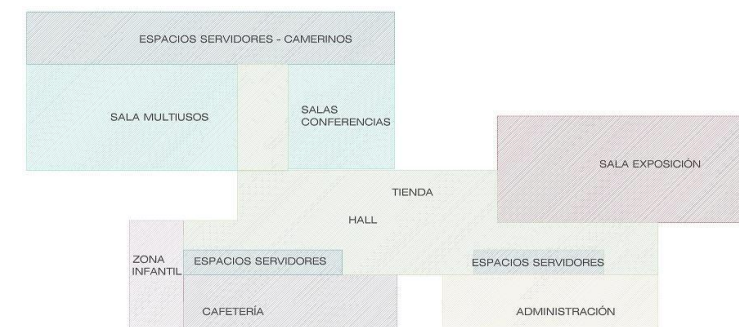 ESPACIOS SERVIDORES - CAMERINOS
SALA MULTIUSOS
SALAS
CONFERENCIAS
SALA EXPOSICIÓN
TIENDA
HALL
ZONA
INFANTIL
ESPACIOS SERVIDORES
ESPACIOS SERVIDORES
CAFETERÍA
ADMINISTRACIÓN